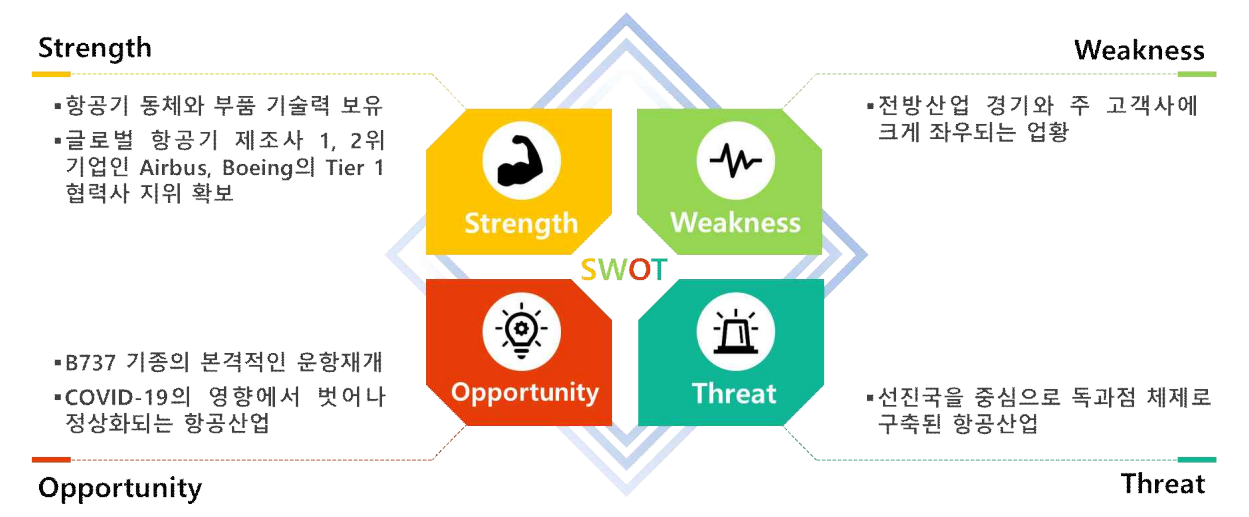 Strength
Weakness
▪항공기 동체와 부품 기술력 보유
▪글로벌 항공기 제조사 1, 2위
기업인 Airbus, Boeing의 Tier 1
협력사 지위 확보
▪전방산업 경기와 주 고객사에
크게 좌우되는 업황
Strength
Weakness
SWOT
Opportunity
Threat
▪B737 기종의 본격적인 운항재개
▪COVID-19의 영향에서 벗어나
정상화되는 항공산업
▪선진국을 중심으로 독과점 체제로
구축된 항공산업
Opportunity
Threat